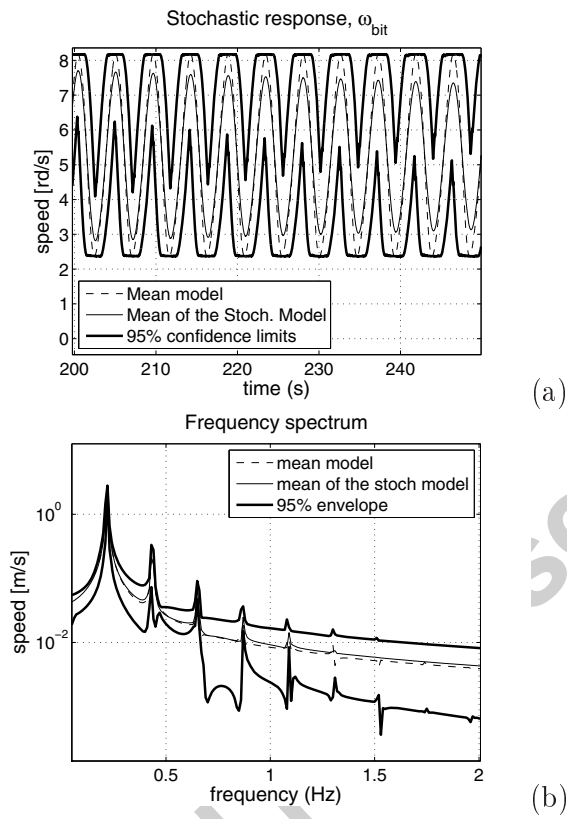 Stochastic response, ω_bit
8
7
6
5
4
3
2
1
0
speed [rd/s]
Mean model
Mean of the Stoch. Model
95% confidence limits
200 210 220 230 240
time (s)
(a)
Frequency spectrum
mean model
mean of the stoch model
95% envelope
10^0
10^-2
speed [m/s]
0.5 1 1.5 2
frequency (Hz)
(b)